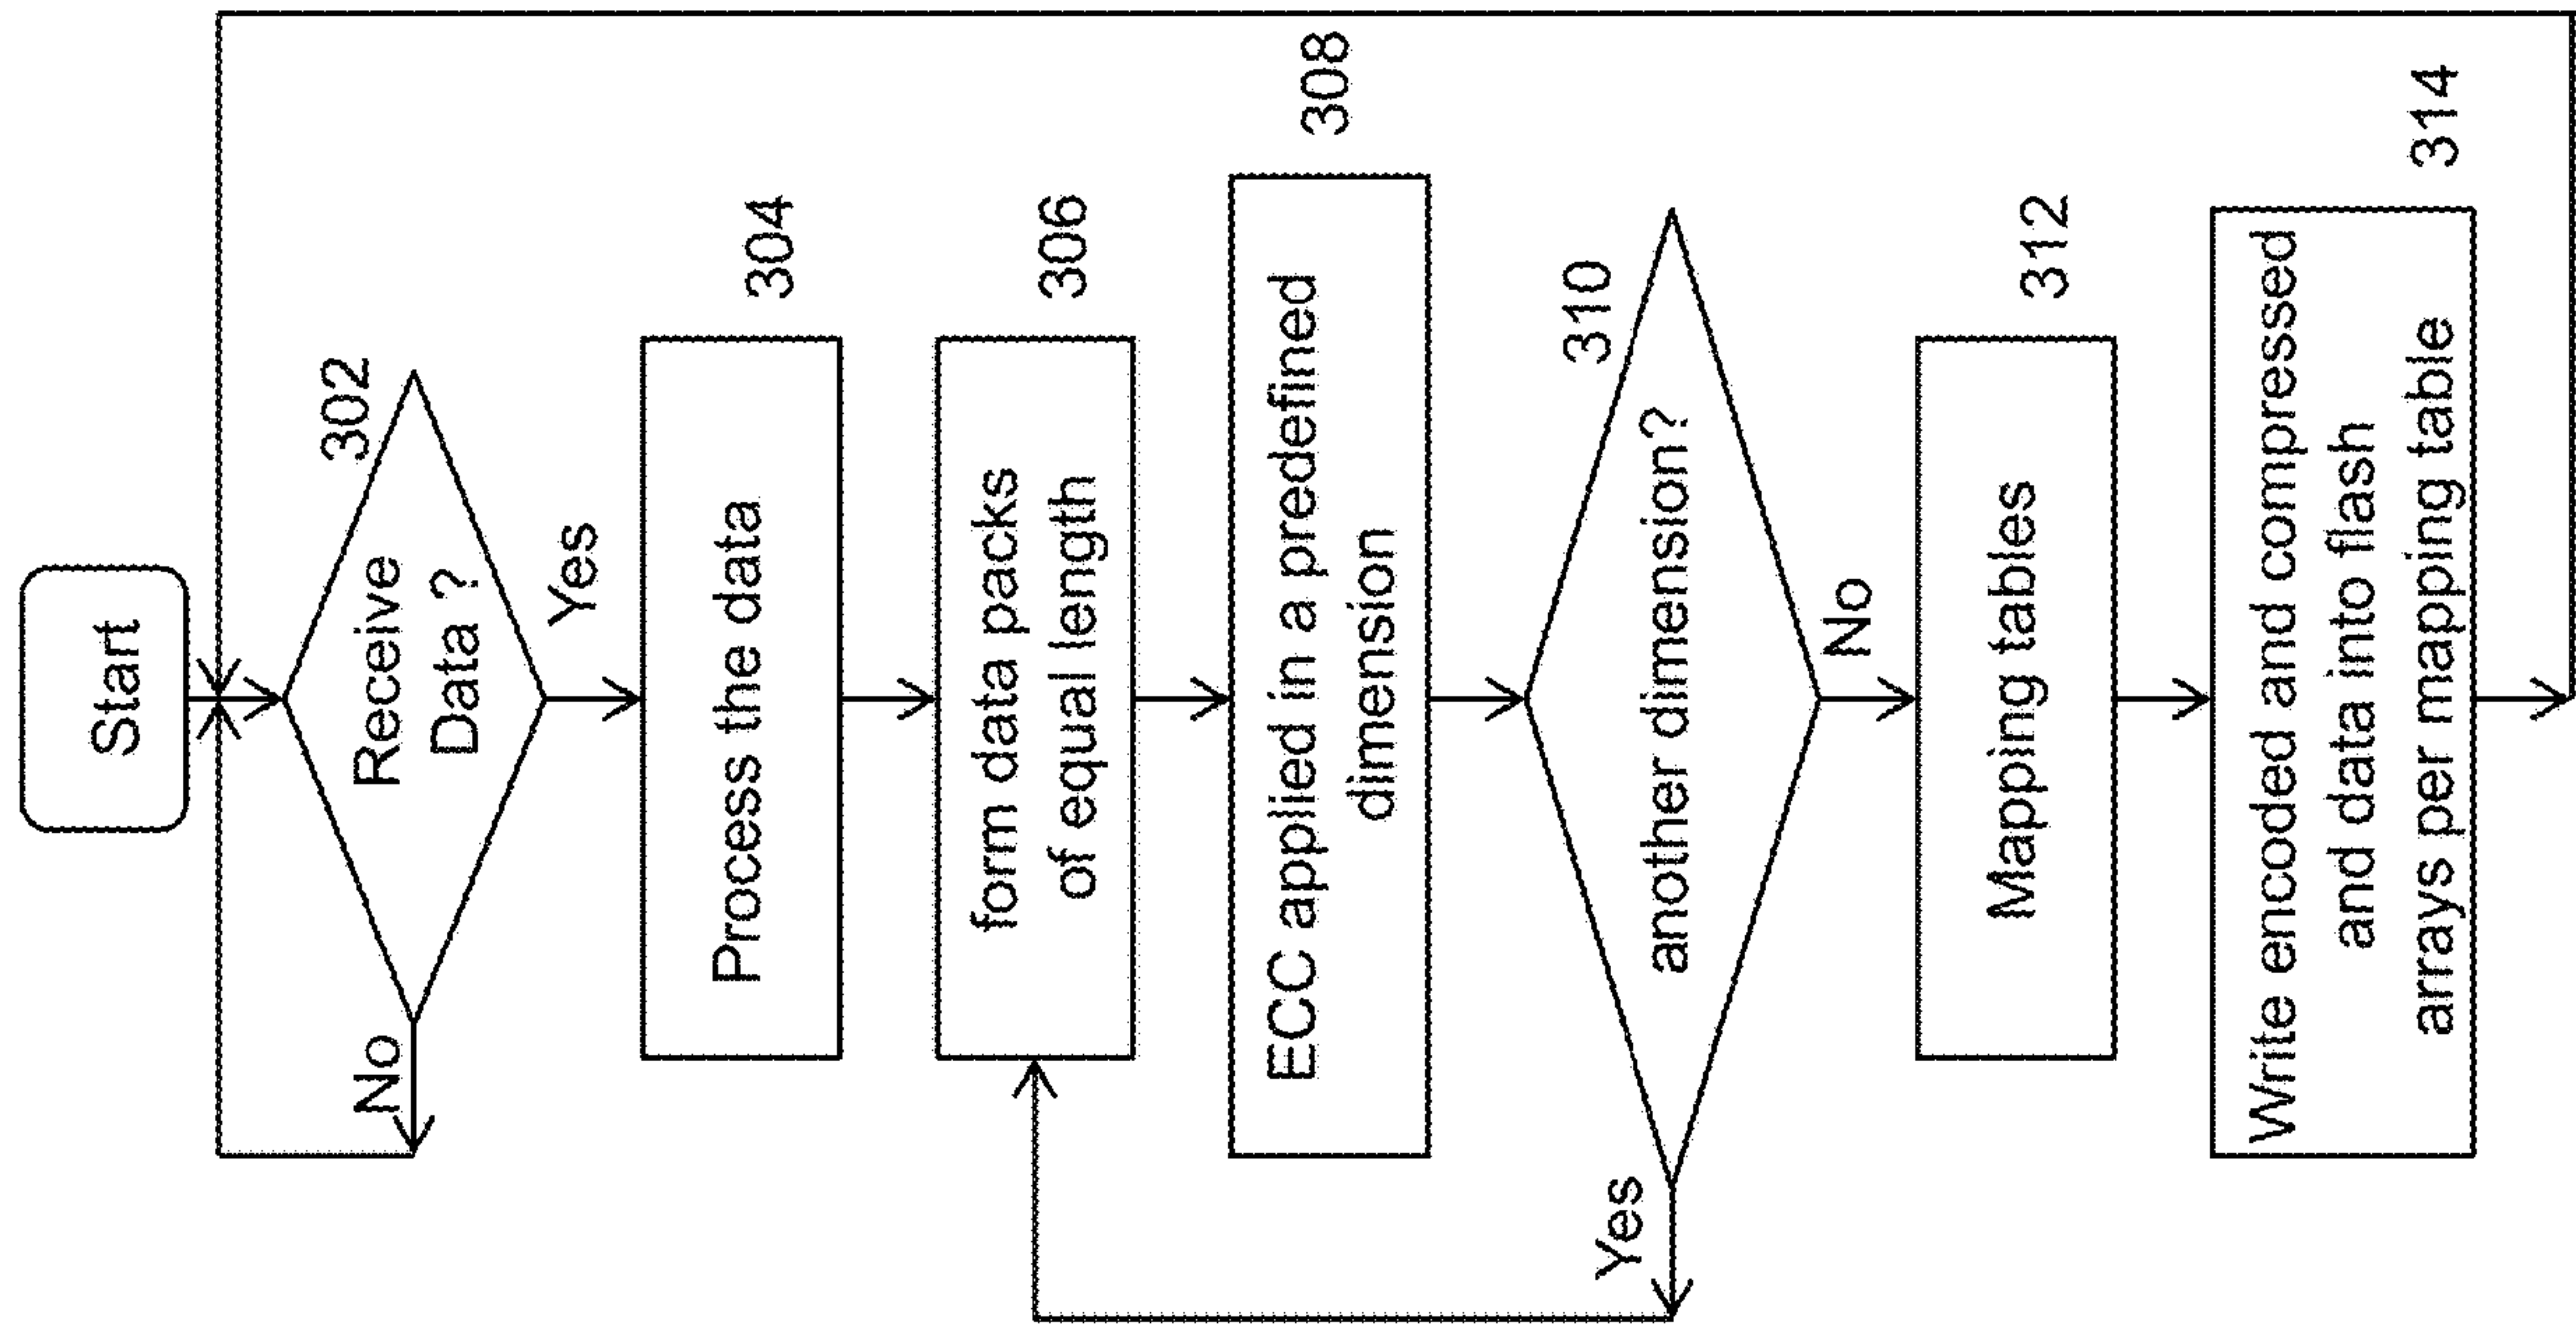 Start
302
Receive
Data ?
No
Yes
Process the data
304
form data packs
of equal length
306
ECC applied in a predefined
dimension
308
310
another dimension?
Yes
No
Mapping tables
312
Write encoded and compressed
and data into flash
arrays per mapping table
314